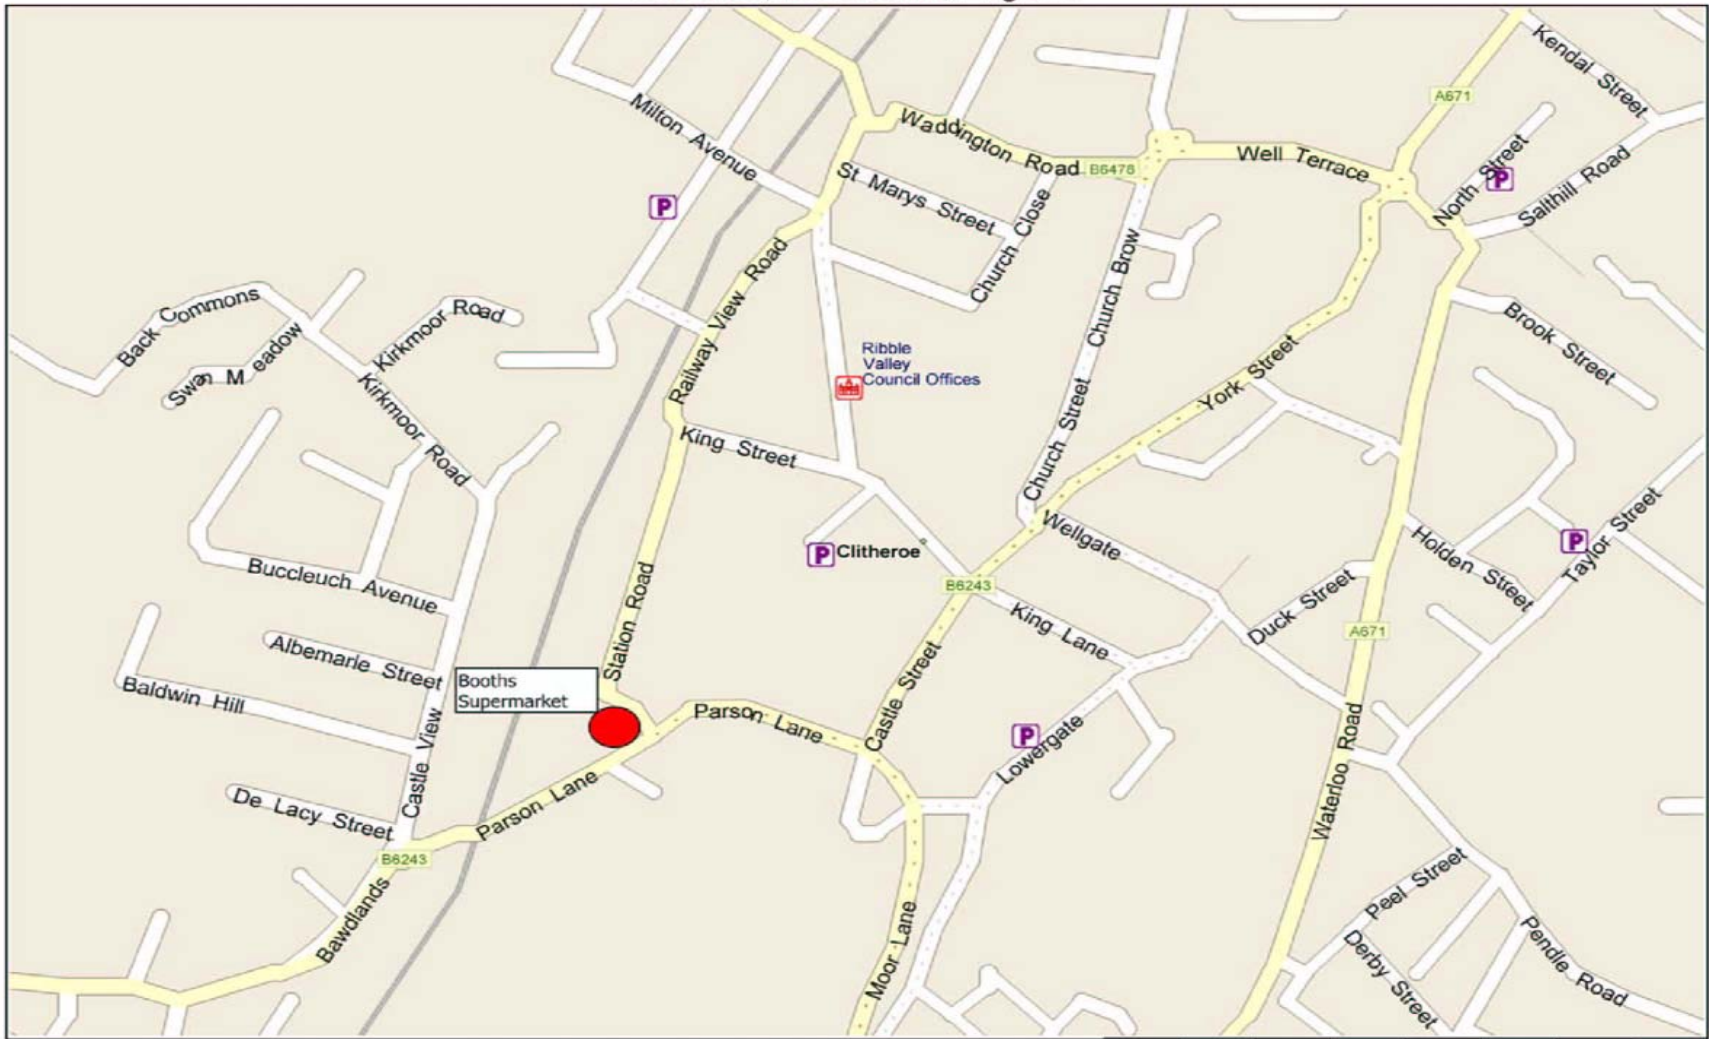 Kendal Street
A671
Milton Avenue
Waddington Road
B6478
Well Terrace
North Street
P
Salthill Road
St Marys Street
Church Close
P
Church Brow
Railway View Road
Back Commons
Kirkmoor Road
Swan Meadow
Kirkmoor Road
Ribble
Valley
Council Offices
Brook Street
York Street
King Street
Church Street
Wellgate
P Clitheroe
Holden Street
P
Taylor Street
Buccleuch Avenue
B6243
Station Road
King Lane
Duck Street
A671
Albemarle Street
Booths
Supermarket
Baldwin Hill
Castle View
Parson Lane
Castle Street
P
Lowergate
Waterloo Road
De Lacy Street
Parson Lane
B6243
Peel Street
Bawdlands
Moor Lane
Derby Street
Pendle Road